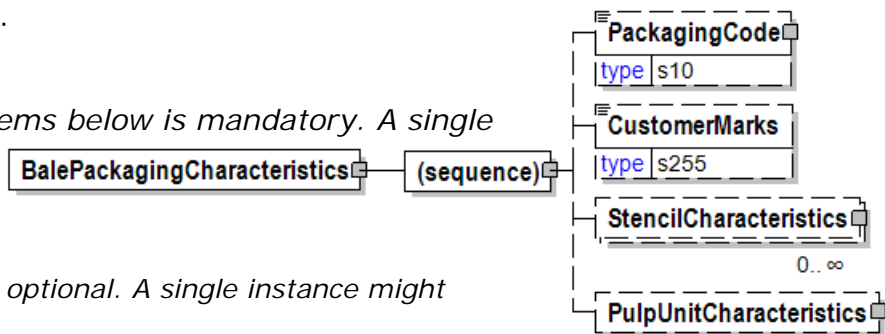 .
PackagingCode
type s10
ems below is mandatory. A single
CustomerMarks
type s255
BalePackagingCharacteristics
(sequence)
StencilCharacteristics
0.. ∞
optional. A single instance might
PulpUnitCharacteristics